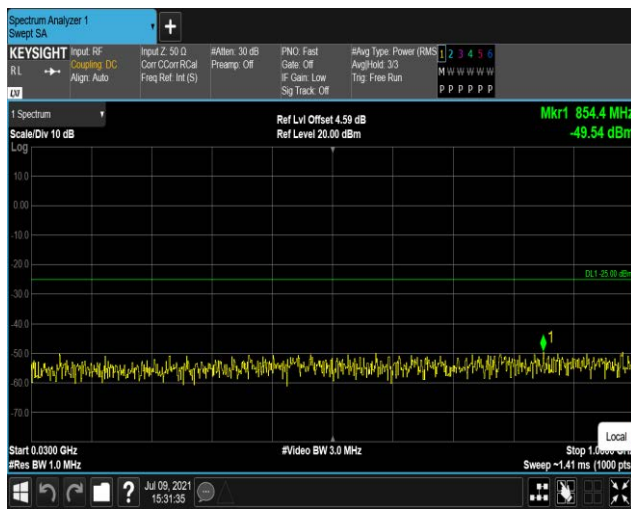 Spectrum Analyzer 1
Swept SA
+
KEYSIGHT
RL
LXI
Input: RF
Coupling: DC
Align: Auto
Input Z: 50 Ω
Corr CCorr RCal
Freq Ref: Int (S)
#Atten: 30 dB
Preamp: Off
PNO: Fast
Gate: Off
IF Gain: Low
Sig Track: Off
#Avg Type: Power (RMS
Avg|Hold: 3/3
Trig: Free Run
1 2 3 4 5 6
M W W W W W
P P P P P P
1 Spectrum
Scale/Div 10 dB
Ref Lvl Offset 4.59 dB
Ref Level 20.00 dBm
Mkr1 854.4 MHz
-49.54 dBm
Log
10.0
0.00
-10.0
-20.0
DL1 -25.00 dBm
-30.0
-40.0
1
-50.0
-60.0
-70.0
Local
Start 0.0300 GHz
#Video BW 3.0 MHz
Stop 1.0000 GHz
#Res BW 1.0 MHz
Sweep ~1.41 ms (1000 pts
?
Jul 09, 2021
15:31:35